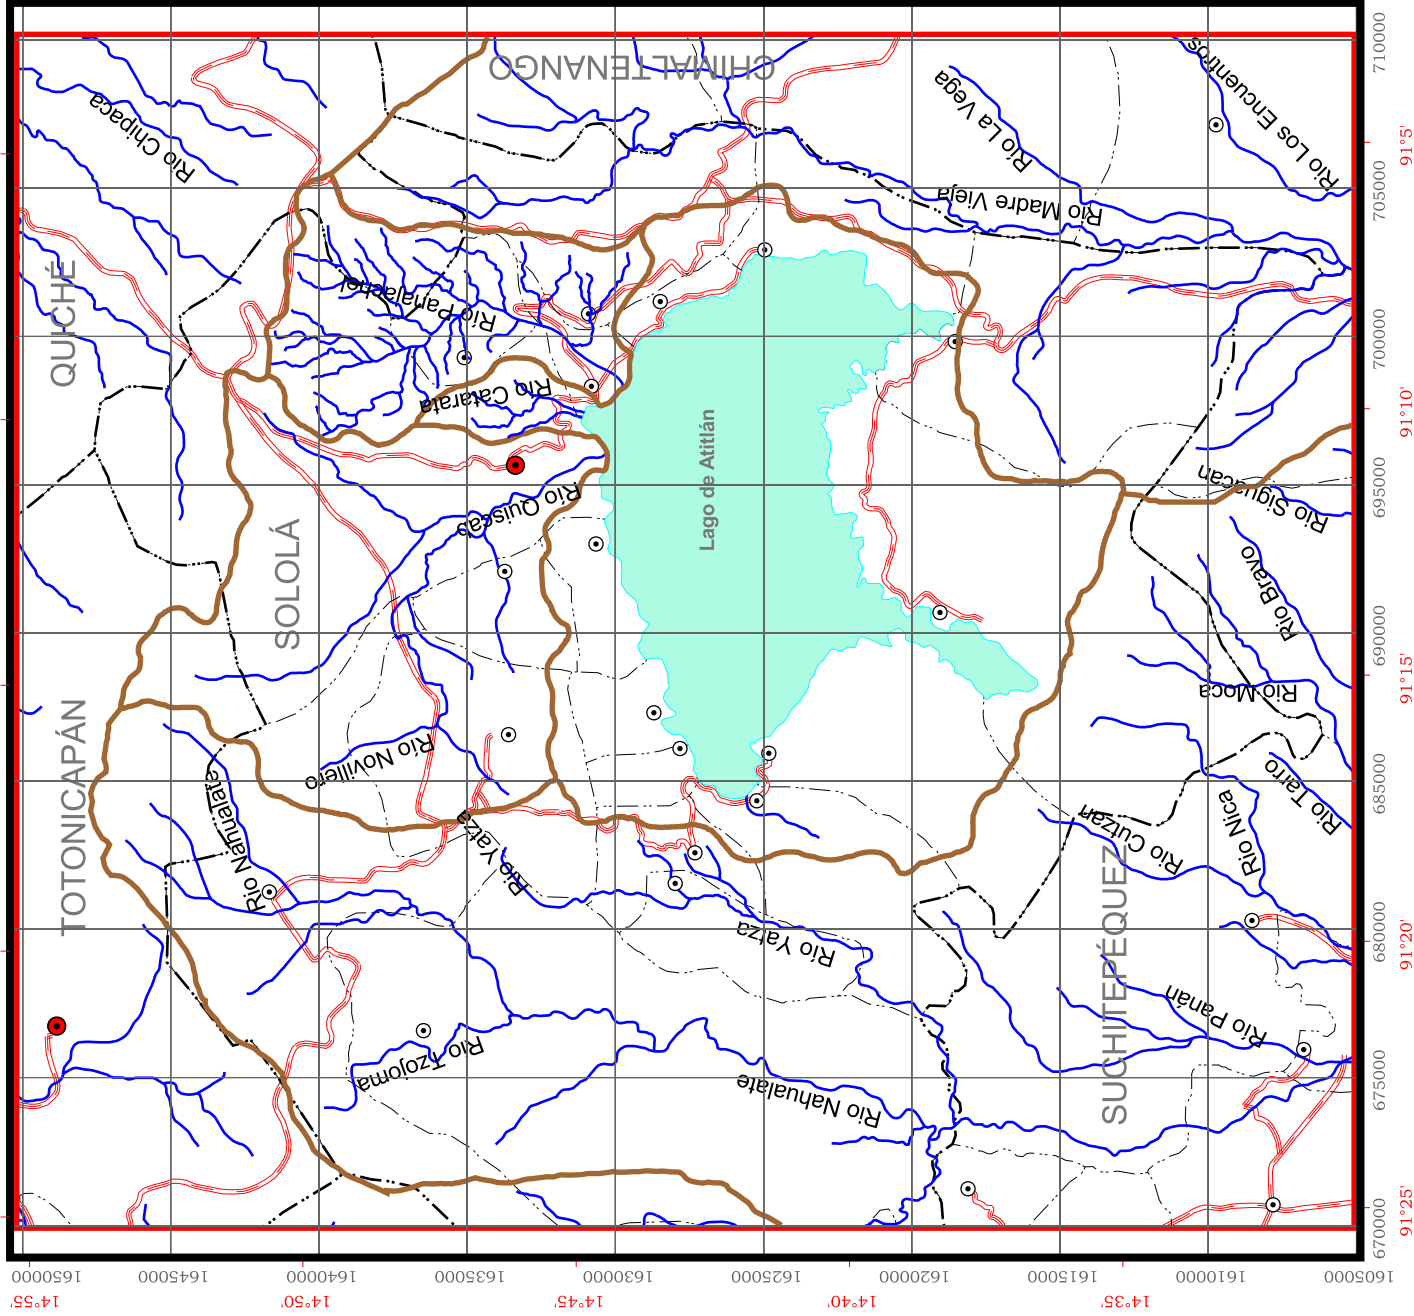 CHIMALTENANGO
QUICHÉ
SOLOLÁ
TOTONICAPÁN
SUCHITEPÉQUEZ
Lago de Atitlán
Río Chipaca
Río La Vega
Río Los Encuentros
Río Madre Vieja
Río Panajachel
Río Catarata
Río Quiscab
Río Siguacan
Río Bravo
Río Moca
Río Novillero
Río Nahualate
Río Yatza
Río Tarro
Río Nica
Río Cutzan
Río Yatza
Río Panán
Río Tzojoma
Río Nahualate
710000
705000
700000
695000
690000
685000
680000
675000
670000
91°5'
91°10'
91°15'
91°20'
91°25'
1650000
1645000
1640000
1635000
1630000
1625000
1620000
1615000
1610000
1605000
14°55'
14°50'
14°45'
14°40'
14°35'